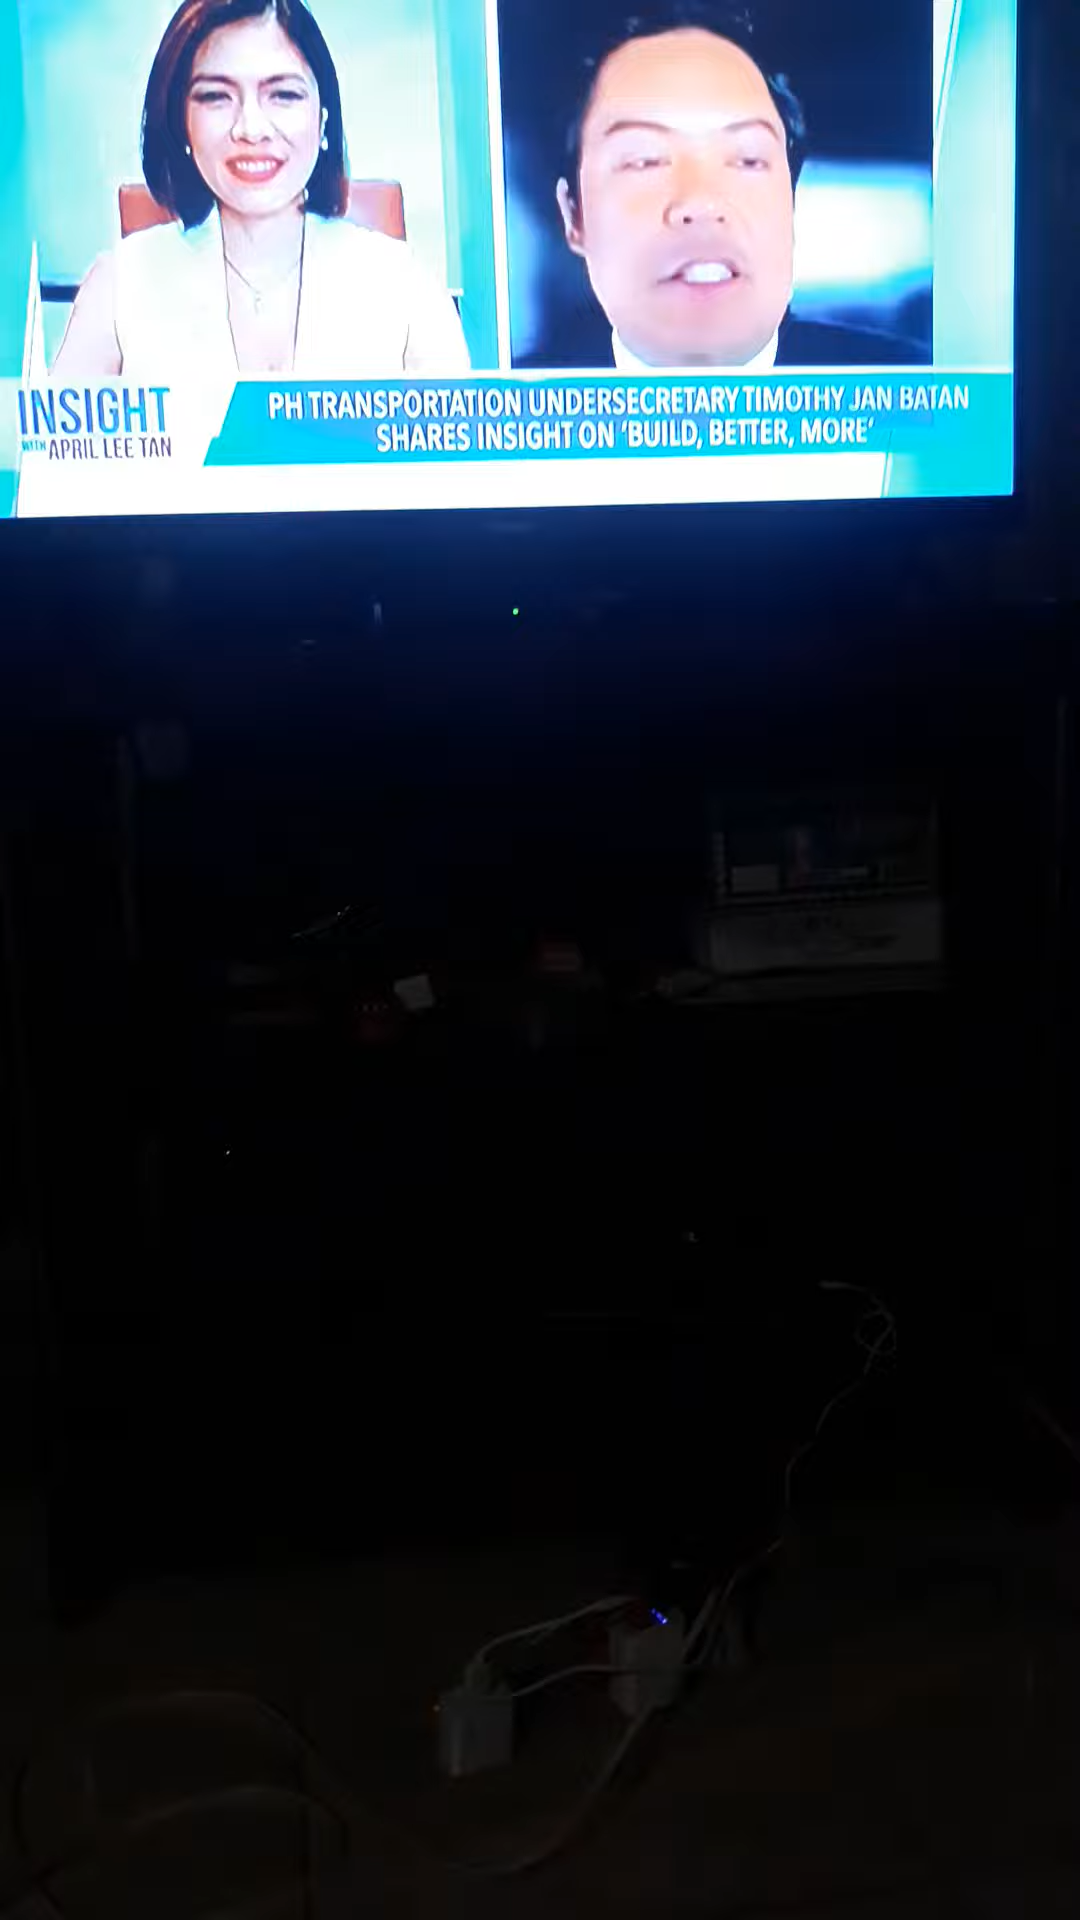 INSIGHT
WITH APRIL LEE TAN
PH TRANSPORTATION UNDERSECRETARY TIMOTHY JAN BATAN
SHARES INSIGHT ON ‘BUILD, BETTER, MORE’